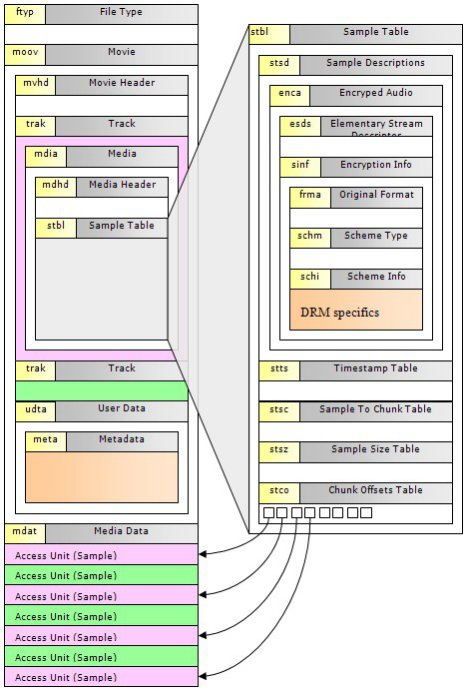 ftyp File Type
moov Movie
mvhd Movie Header
trak Track
mdia Media
mdhd Media Header
stbl Sample Table
trak Track
udta User Data
meta Metadata
mdat Media Data
Access Unit (Sample)
Access Unit (Sample)
Access Unit (Sample)
Access Unit (Sample)
Access Unit (Sample)
Access Unit (Sample)
Access Unit (Sample)
stbl Sample Table
stsd Sample Descriptions
enca Encryped Audio
esds Elementary Stream
Descriptor
sinf Encryption Info
frma Original Format
schm Scheme Type
schi Scheme Info
DRM specifics
stts Timestamp Table
stsc Sample To Chunk Table
stsz Sample Size Table
stco Chunk Offsets Table